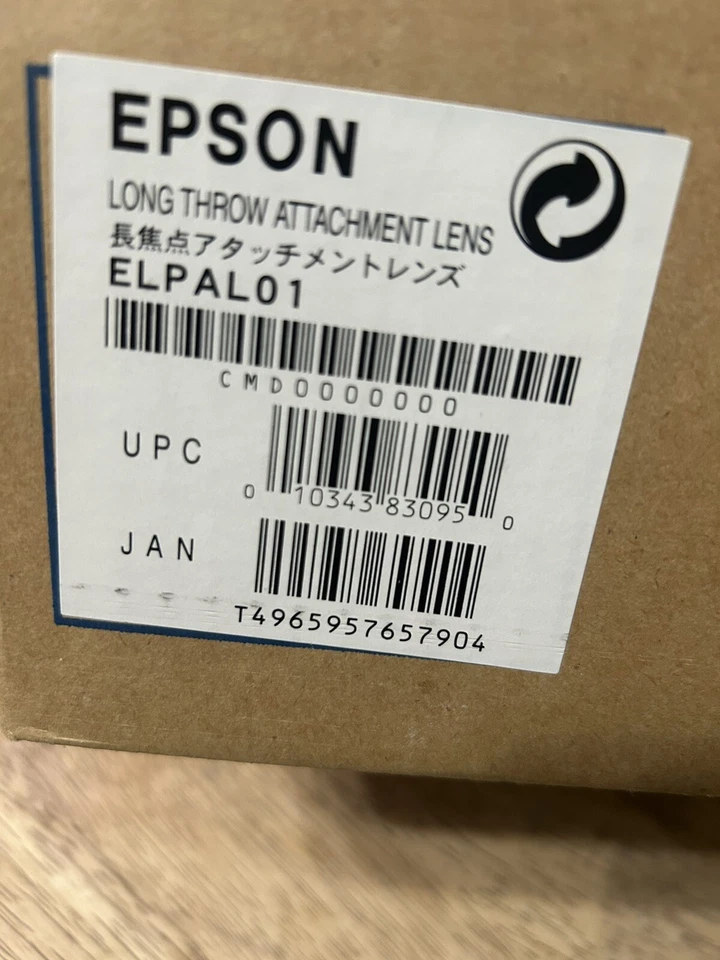 EPSON
LONG THROW ATTACHMENT LENS
長焦点アタッチメントレンズ
ELPAL01
CMD0000000
UPC
0 10343 83095 0
JAN
T4965957657904